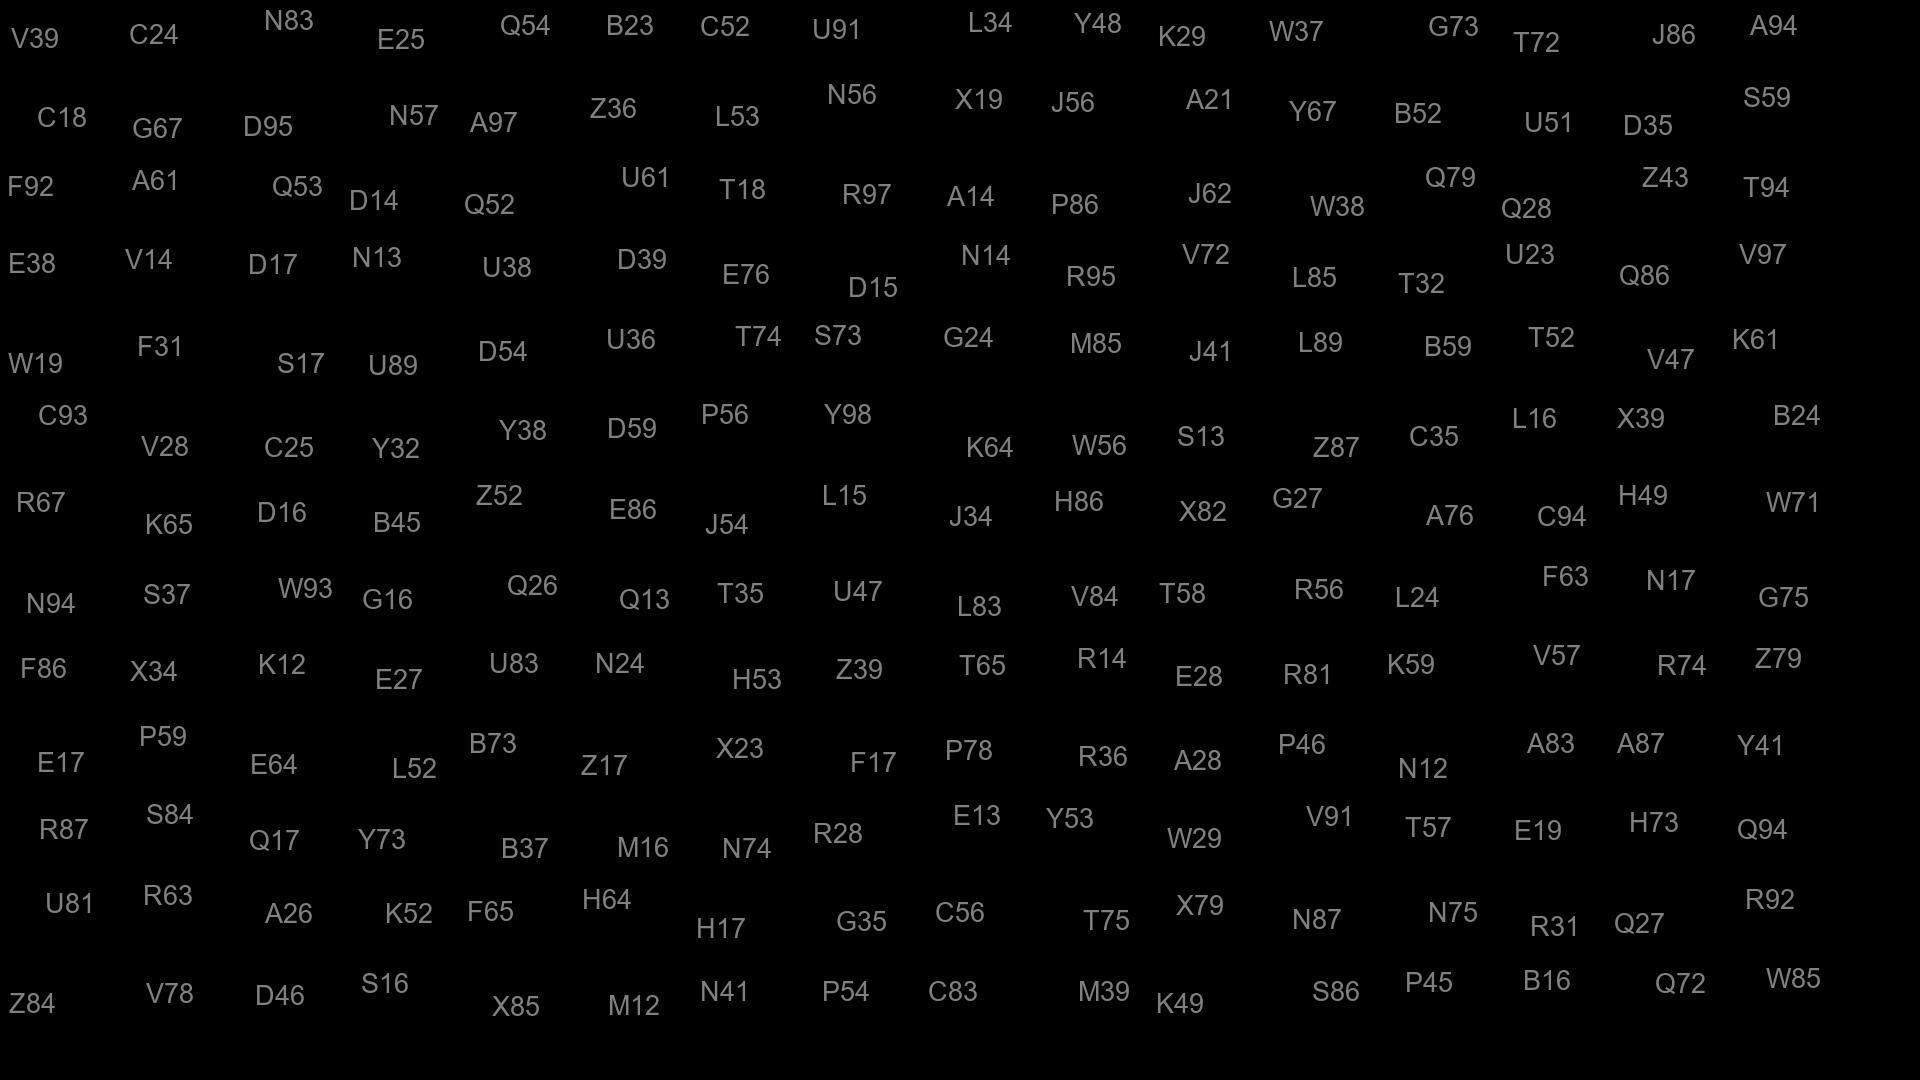 V39 C24 N83 E25 Q54 B23 C52 U91 L34 Y48 K29 W37 G73 T72 J86 A94
C18 G67 D95 N57 A97 Z36 L53 N56 X19 J56 A21 Y67 B52 U51 D35 S59
F92 A61 Q53 D14 Q52 U61 T18 R97 A14 P86 J62 W38 Q79 Q28 Z43 T94
E38 V14 D17 N13 U38 D39 E76 D15 N14 R95 V72 L85 T32 U23 Q86 V97
W19 F31 S17 U89 D54 U36 T74 S73 G24 M85 J41 L89 B59 T52 V47 K61
C93 V28 C25 Y32 Y38 D59 P56 Y98 K64 W56 S13 Z87 C35 L16 X39 B24
R67 K65 D16 B45 Z52 E86 J54 L15 J34 H86 X82 G27 A76 C94 H49 W71
N94 S37 W93 G16 Q26 Q13 T35 U47 L83 V84 T58 R56 L24 F63 N17 G75
F86 X34 K12 E27 U83 N24 H53 Z39 T65 R14 E28 R81 K59 V57 R74 Z79
E17 P59 E64 L52 B73 Z17 X23 F17 P78 R36 A28 P46 N12 A83 A87 Y41
R87 S84 Q17 Y73 B37 M16 N74 R28 E13 Y53 W29 V91 T57 E19 H73 Q94
U81 R63 A26 K52 F65 H64 H17 G35 C56 T75 X79 N87 N75 R31 Q27 R92
Z84 V78 D46 S16 X85 M12 N41 P54 C83 M39 K49 S86 P45 B16 Q72 W85